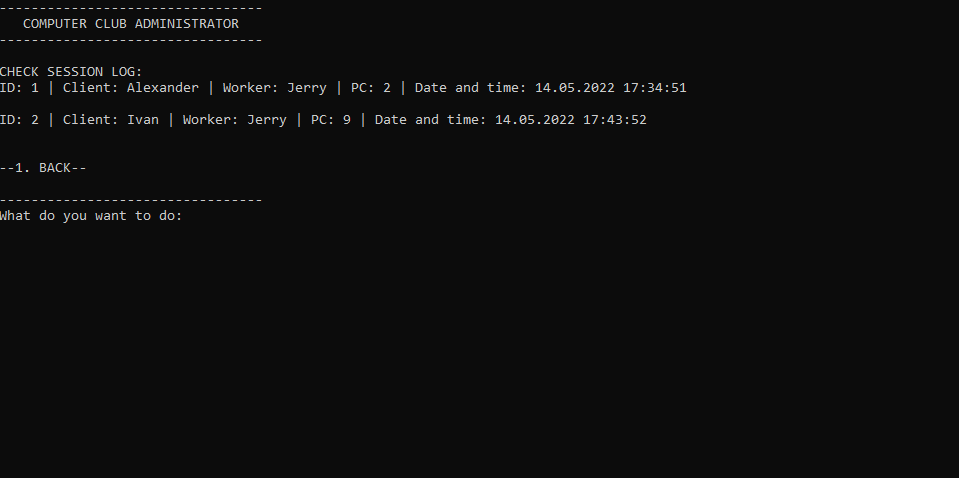 ---------------------------------
COMPUTER CLUB ADMINISTRATOR
---------------------------------
CHECK SESSION LOG:
ID: 1 | Client: Alexander | Worker: Jerry | PC: 2 | Date and time: 14.05.2022 17:34:51
ID: 2 | Client: Ivan | Worker: Jerry | PC: 9 | Date and time: 14.05.2022 17:43:52
--1. BACK--
---------------------------------
What do you want to do: